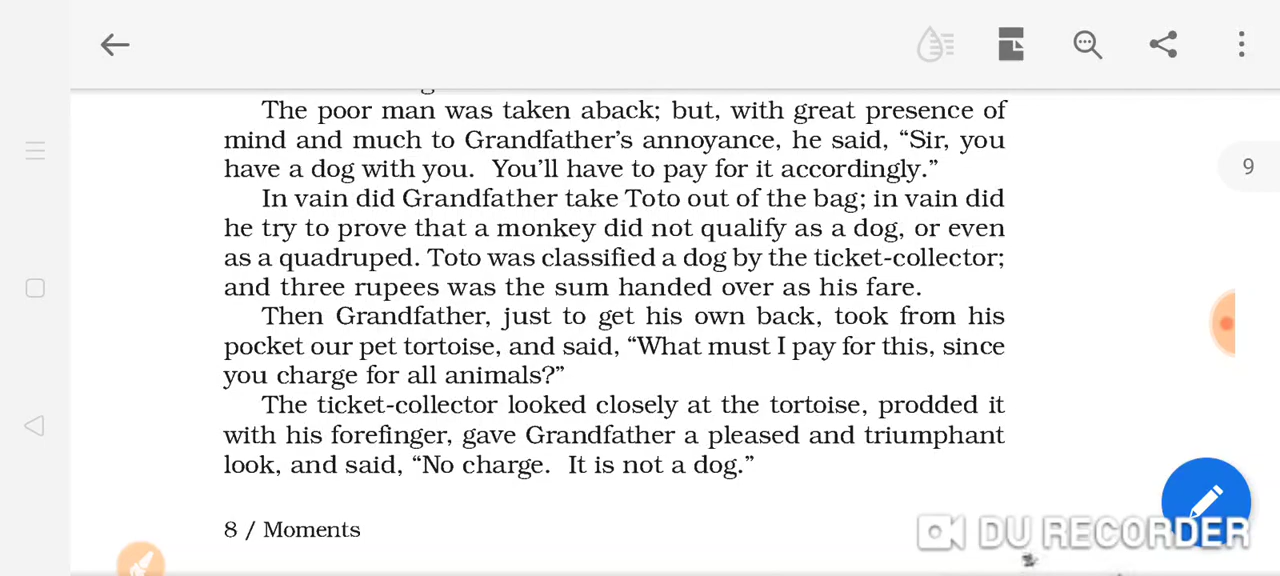 The poor man was taken aback; but, with great presence of
mind and much to Grandfather's annoyance, he said, “Sir, you
have a dog with you.  You'll have to pay for it accordingly.”
In vain did Grandfather take Toto out of the bag; in vain did
he try to prove that a monkey did not qualify as a dog, or even
as a quadruped. Toto was classified a dog by the ticket-collector;
and three rupees was the sum handed over as his fare.
Then Grandfather, just to get his own back, took from his
pocket our pet tortoise, and said, “What must I pay for this, since
you charge for all animals?”
The ticket-collector looked closely at the tortoise, prodded it
with his forefinger, gave Grandfather a pleased and triumphant
look, and said, “No charge.  It is not a dog.”
8 / Moments
9
DU RECORDER